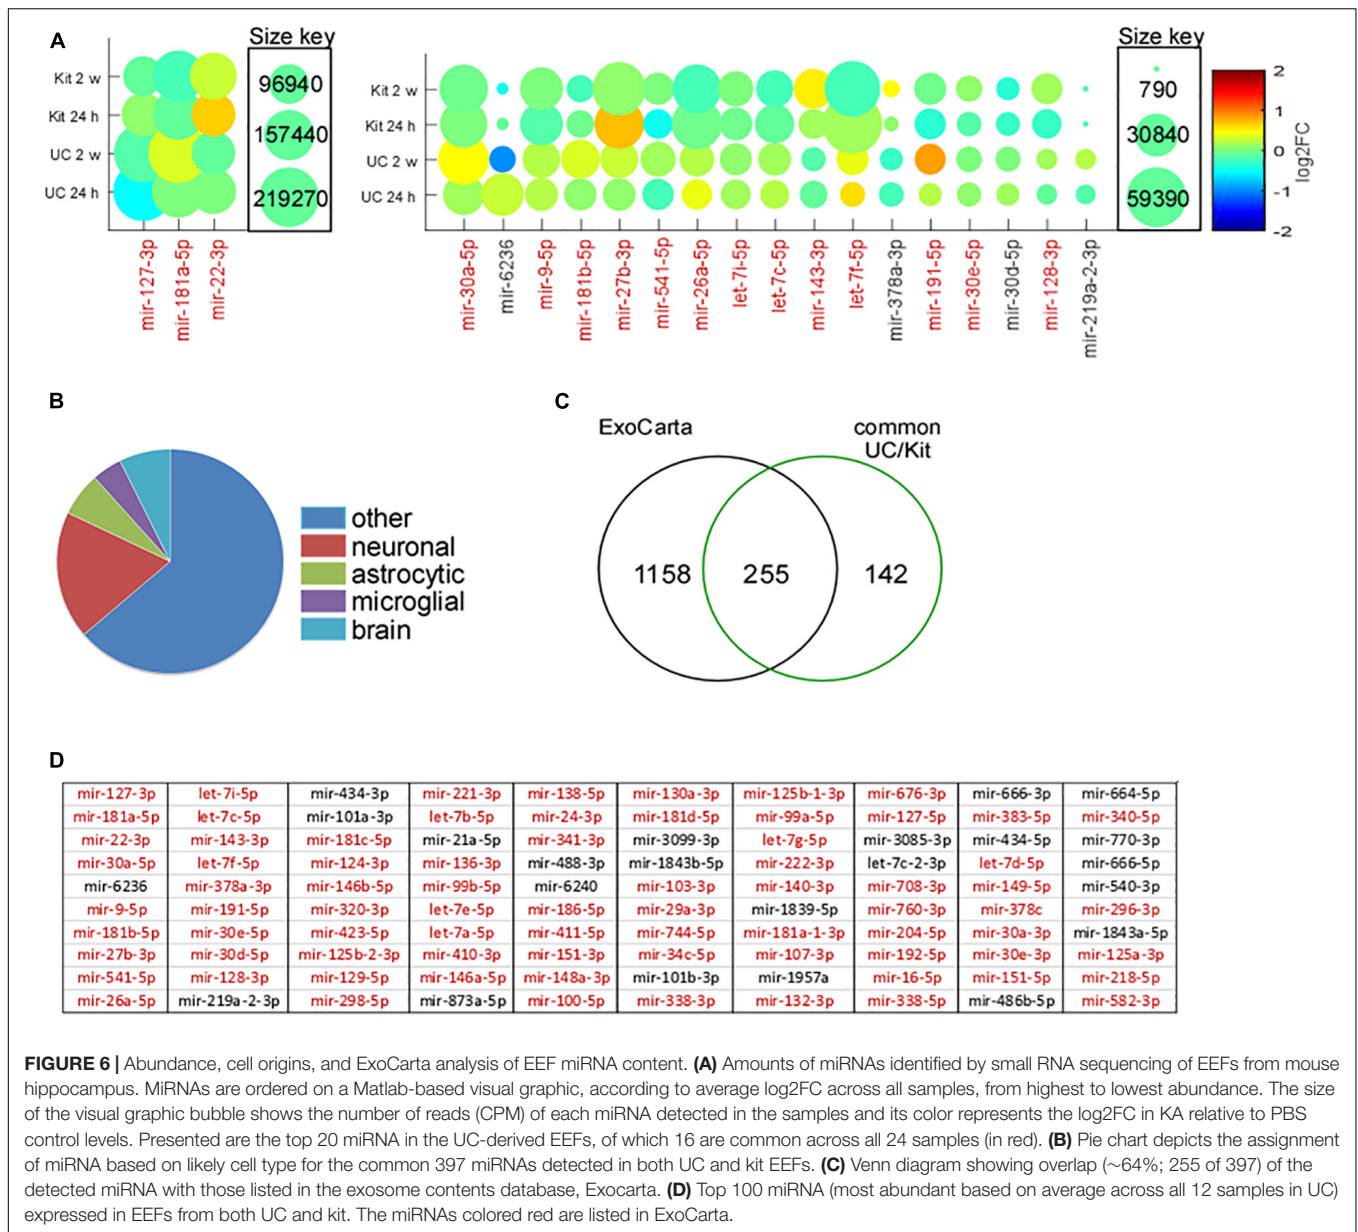 A
Size key
Kit 2 w
Kit 24 h
UC 2 w
UC 24 h
96940
157440
219270
mir-127-3p
mir-181a-5p
mir-22-3p
Kit 2 w
Kit 24 h
UC 2 w
UC 24 h
mir-30a-5p
mir-6236
mir-9-5p
mir-181b-5p
mir-27b-3p
mir-541-5p
mir-26a-5p
let-7i-5p
let-7c-5p
mir-143-3p
let-7f-5p
mir-378a-3p
mir-191-5p
mir-30e-5p
mir-30d-5p
mir-128-3p
mir-219a-2-3p
Size key
790
30840
59390
2
1
0
-1
-2
log2FC
B
other
neuronal
astrocytic
microglial
brain
C
ExoCarta
common
UC/Kit
1158 255 142
D
mir-127-3p let-7i-5p mir-434-3p mir-221-3p mir-138-5p mir-130a-3p mir-125b-1-3p mir-676-3p mir-666-3p mir-664-5p
mir-181a-5p let-7c-5p mir-101a-3p let-7b-5p mir-24-3p mir-181d-5p mir-99a-5p mir-127-5p mir-383-5p mir-340-5p
mir-22-3p mir-143-3p mir-181c-5p mir-21a-5p mir-341-3p mir-3099-3p let-7g-5p mir-3085-3p mir-434-5p mir-770-3p
mir-30a-5p let-7f-5p mir-124-3p mir-136-3p mir-488-3p mir-1843b-5p mir-222-3p let-7c-2-3p let-7d-5p mir-666-5p
mir-6236 mir-378a-3p mir-146b-5p mir-99b-5p mir-6240 mir-103-3p mir-140-3p mir-708-3p mir-149-5p mir-540-3p
mir-9-5p mir-191-5p mir-320-3p let-7e-5p mir-186-5p mir-29a-3p mir-1839-5p mir-760-3p mir-378c mir-296-3p
mir-181b-5p mir-30e-5p mir-423-5p let-7a-5p mir-411-5p mir-744-5p mir-181a-1-3p mir-204-5p mir-30a-3p mir-1843a-5p
mir-27b-3p mir-30d-5p mir-125b-2-3p mir-410-3p mir-151-3p mir-34c-5p mir-107-3p mir-192-5p mir-30e-3p mir-125a-3p
mir-541-5p mir-128-3p mir-129-5p mir-146a-5p mir-148a-3p mir-101b-3p mir-1957a mir-16-5p mir-151-5p mir-218-5p
mir-26a-5p mir-219a-2-3p mir-298-5p mir-873a-5p mir-100-5p mir-338-3p mir-132-3p mir-338-5p mir-486b-5p mir-582-3p
FIGURE 6 | Abundance, cell origins, and ExoCarta analysis of EEF miRNA content. (A) Amounts of miRNAs identified by small RNA sequencing of EEFs from mouse
hippocampus. MiRNAs are ordered on a Matlab-based visual graphic, according to average log2FC across all samples, from highest to lowest abundance. The size
of the visual graphic bubble shows the number of reads (CPM) of each miRNA detected in the samples and its color represents the log2FC in KA relative to PBS
control levels. Presented are the top 20 miRNA in the UC-derived EEFs, of which 16 are common across all 24 samples (in red). (B) Pie chart depicts the assignment
of miRNA based on likely cell type for the common 397 miRNAs detected in both UC and kit EEFs. (C) Venn diagram showing overlap (~64%; 255 of 397) of the
detected miRNA with those listed in the exosome contents database, Exocarta. (D) Top 100 miRNA (most abundant based on average across all 12 samples in UC)
expressed in EEFs from both UC and kit. The miRNAs colored red are listed in ExoCarta.